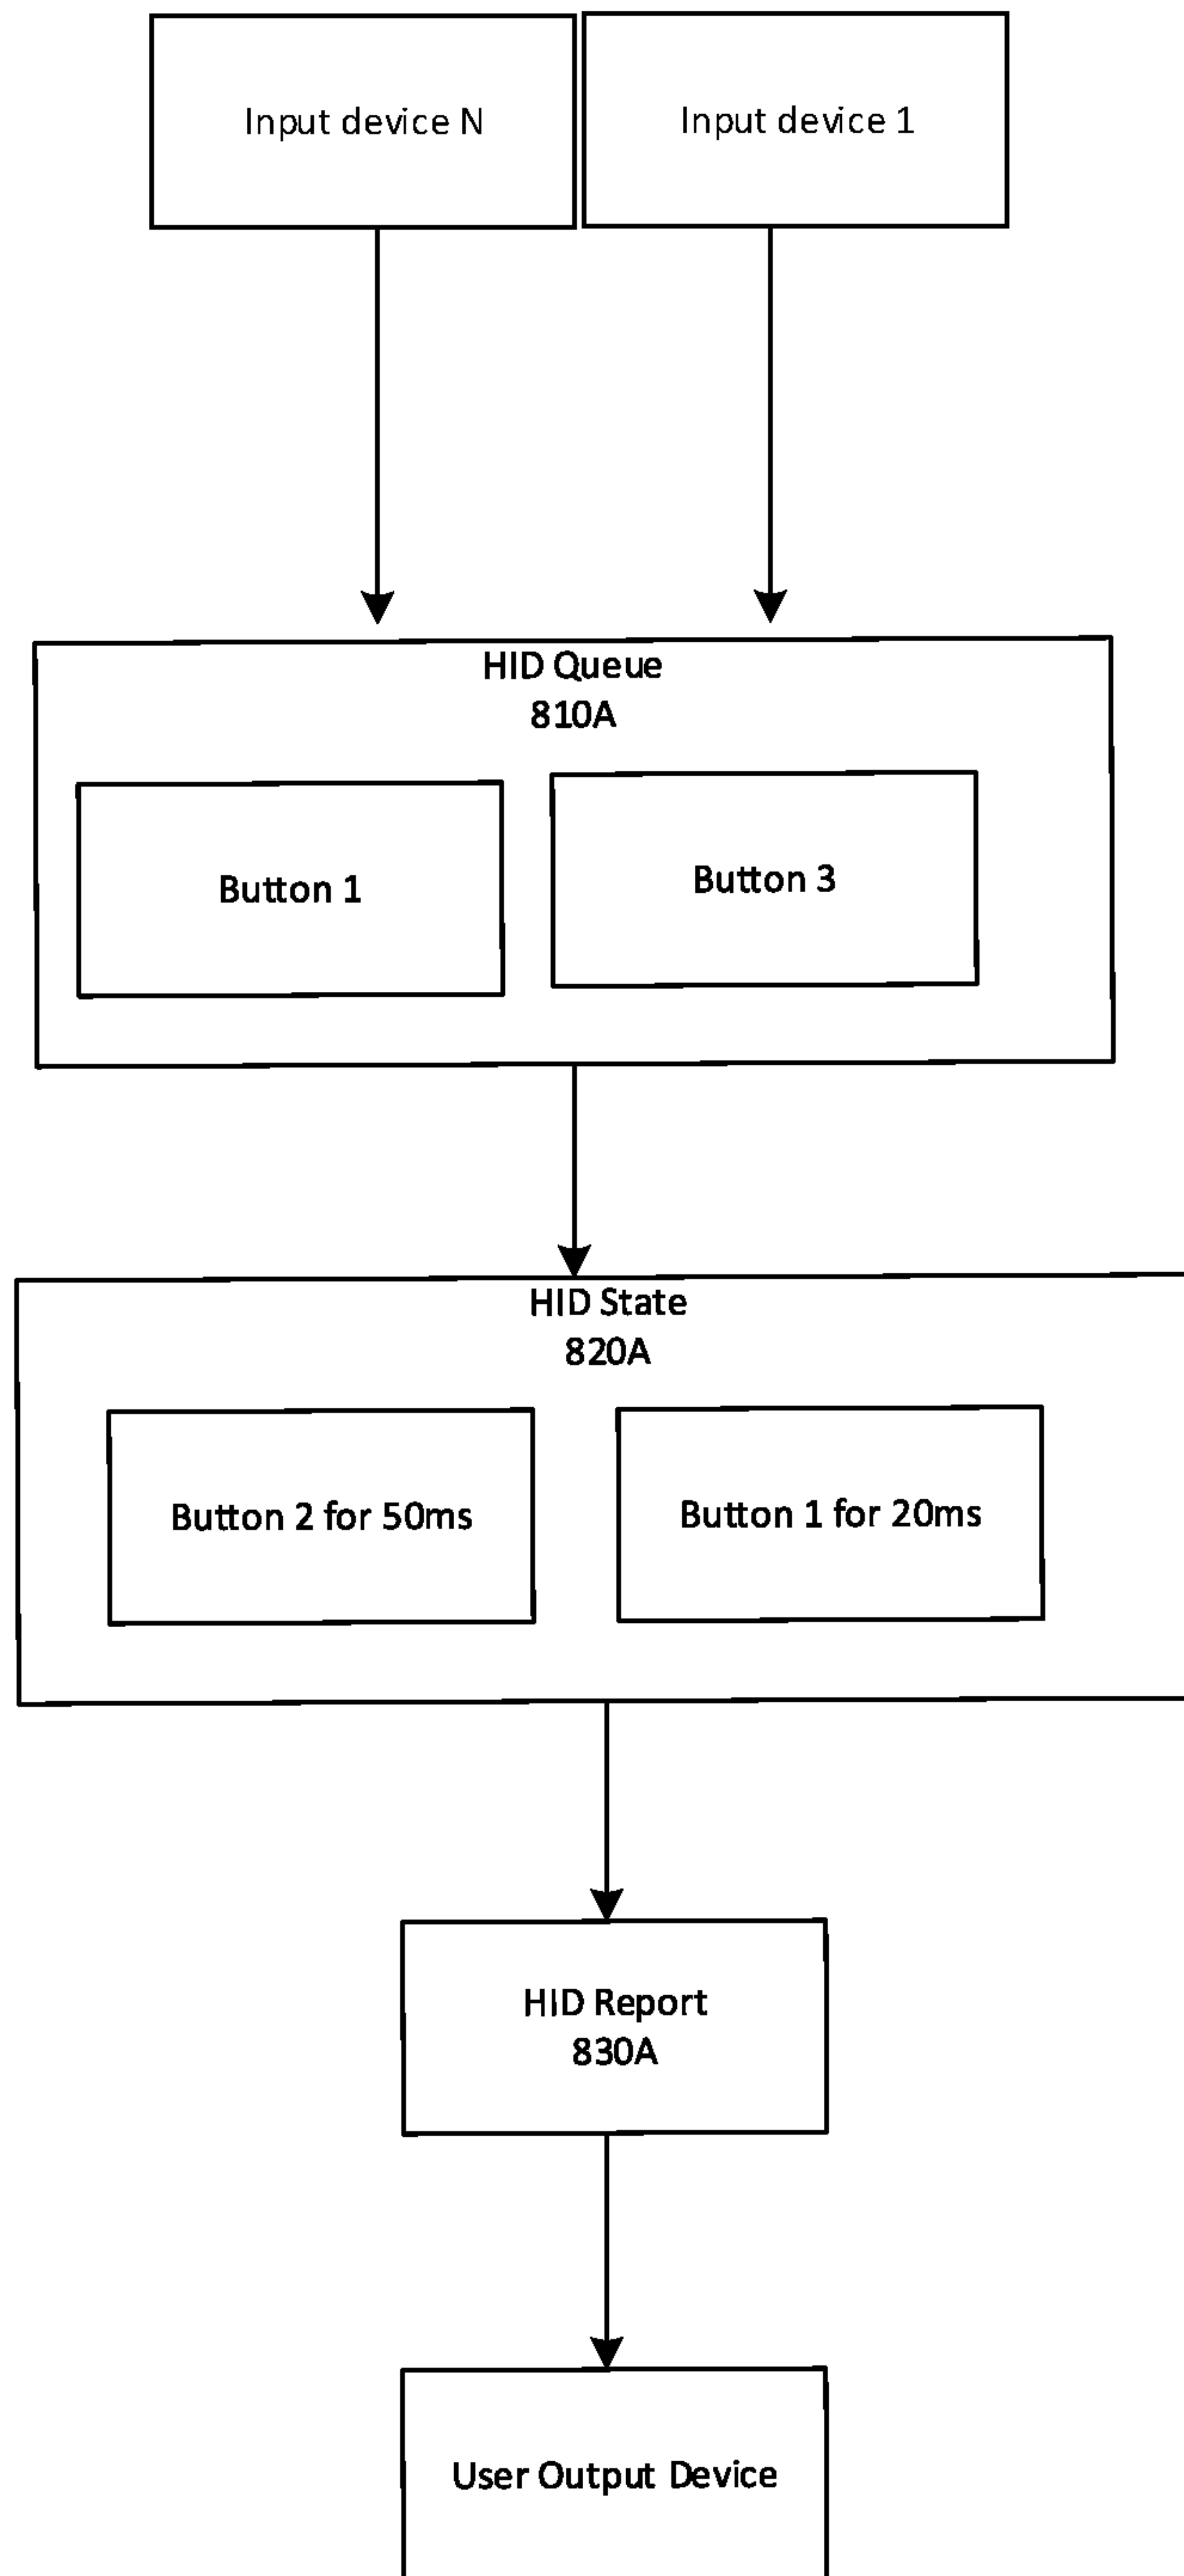 Input device N
Input device 1
HID Queue
810A
Button 1
Button 3
HID State
820A
Button 2 for 50ms
Button 1 for 20ms
HID Report
830A
User Output Device